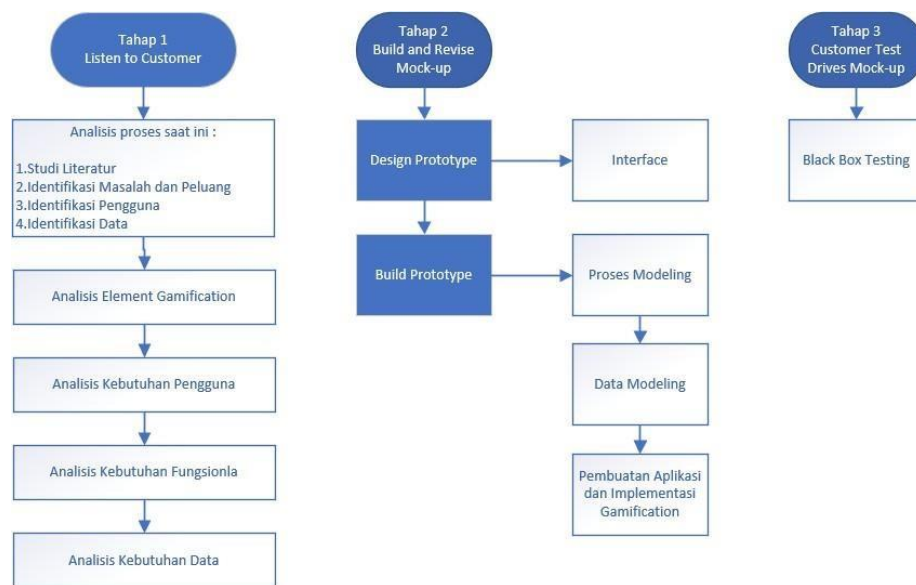 Tahap 1
Listen to Customer
Analisis proses saat ini :
1.Studi Literatur
2.Identifikasi Masalah dan Peluang
3.Identifikasi Pengguna
4.Identifikasi Data
Analisis Element Gamification
Analisis Kebutuhan Pengguna
Analisis Kebutuhan Fungsionla
Analisis Kebutuhan Data
Tahap 2
Build and Revise
Mock-up
Design Prototype
Interface
Build Prototype
Proses Modeling
Data Modeling
Pembuatan Aplikasi
dan Implementasi
Gamification
Tahap 3
Customer Test
Drives Mock-up
Black Box Testing